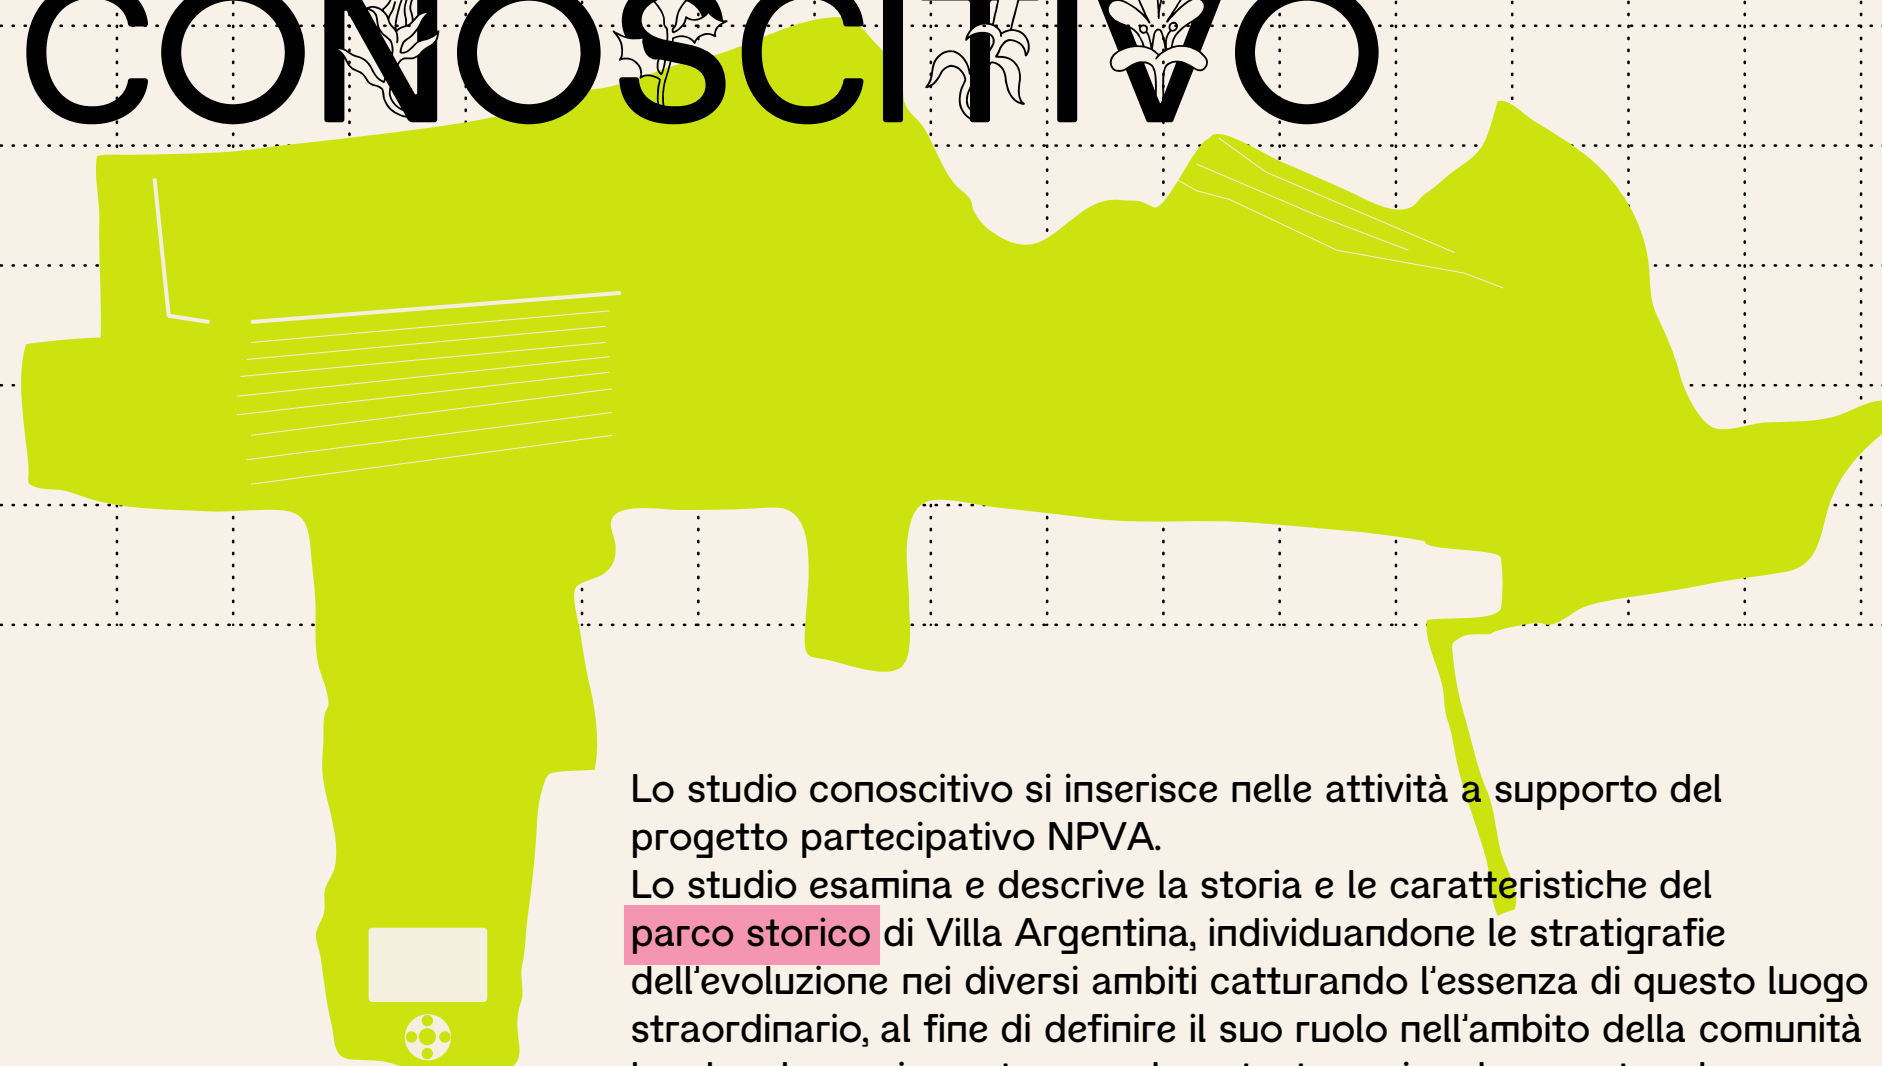 CONOSCITIVO
Lo studio conoscitivo si inserisce nelle attività a supporto del
progetto partecipativo NPVA.
Lo studio esamina e descrive la storia e le caratteristiche del
parco storico di Villa Argentina, individuandone le stratigrafie
dell'evoluzione nei diversi ambiti catturando l'essenza di questo luogo
straordinario, al fine di definire il suo ruolo nell'ambito della comunità